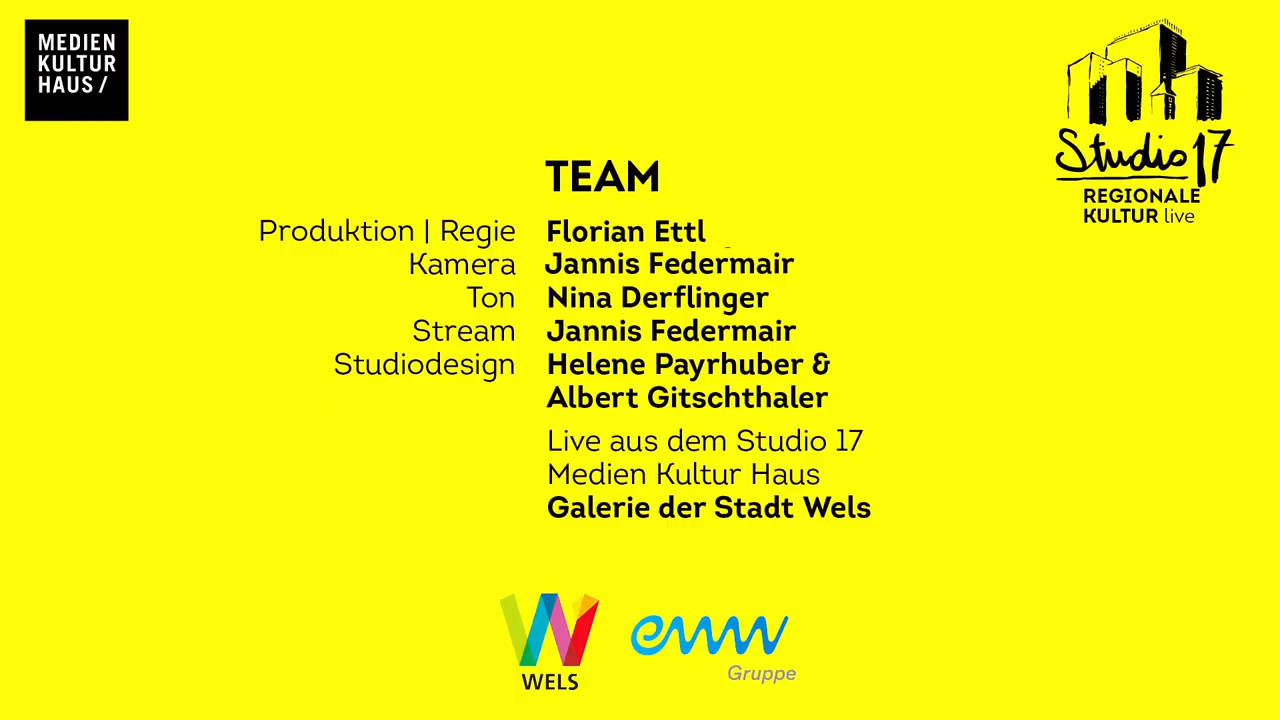 MEDIEN
KULTUR
HAUS /
Studio 17
REGIONALE
KULTUR live
TEAM
Produktion | Regie Florian Ettl
Kamera Jannis Federmair
Ton Nina Derflinger
Stream Jannis Federmair
Studiodesign Helene Payrhuber &
Albert Gitschthaler
Live aus dem Studio 17
Medien Kultur Haus
Galerie der Stadt Wels
WELS
eww
Gruppe